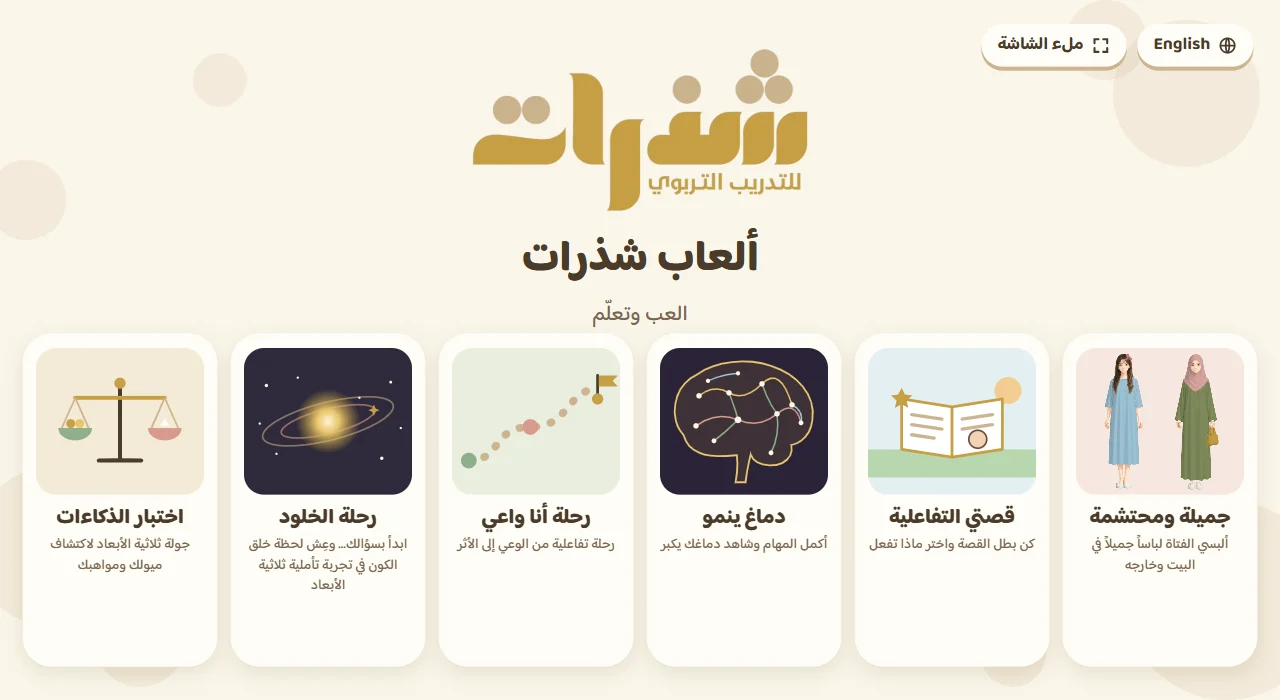 English
ملء الشاشة
شذرات
للتدريب التربوي
ألعاب شذرات
العب وتعلّم
جميلة ومحتشمة
ألبسي الفتاة لباساً جميلاً في
البيت وخارجه
قصتي التفاعلية
كن بطل القصة واختر ماذا تفعل
دماغ ينمو
أكمل المهام وشاهد دماغك يكبر
رحلة أنا واعي
رحلة تفاعلية من الوعي إلى الأثر
رحلة الخلود
ابدأ بسؤالك... وعِش لحظة خلق
الكون في تجربة تأملية ثلاثية
الأبعاد
اختبار الذكاءات
جولة ثلاثية الأبعاد لاكتشاف
ميولك ومواهبك